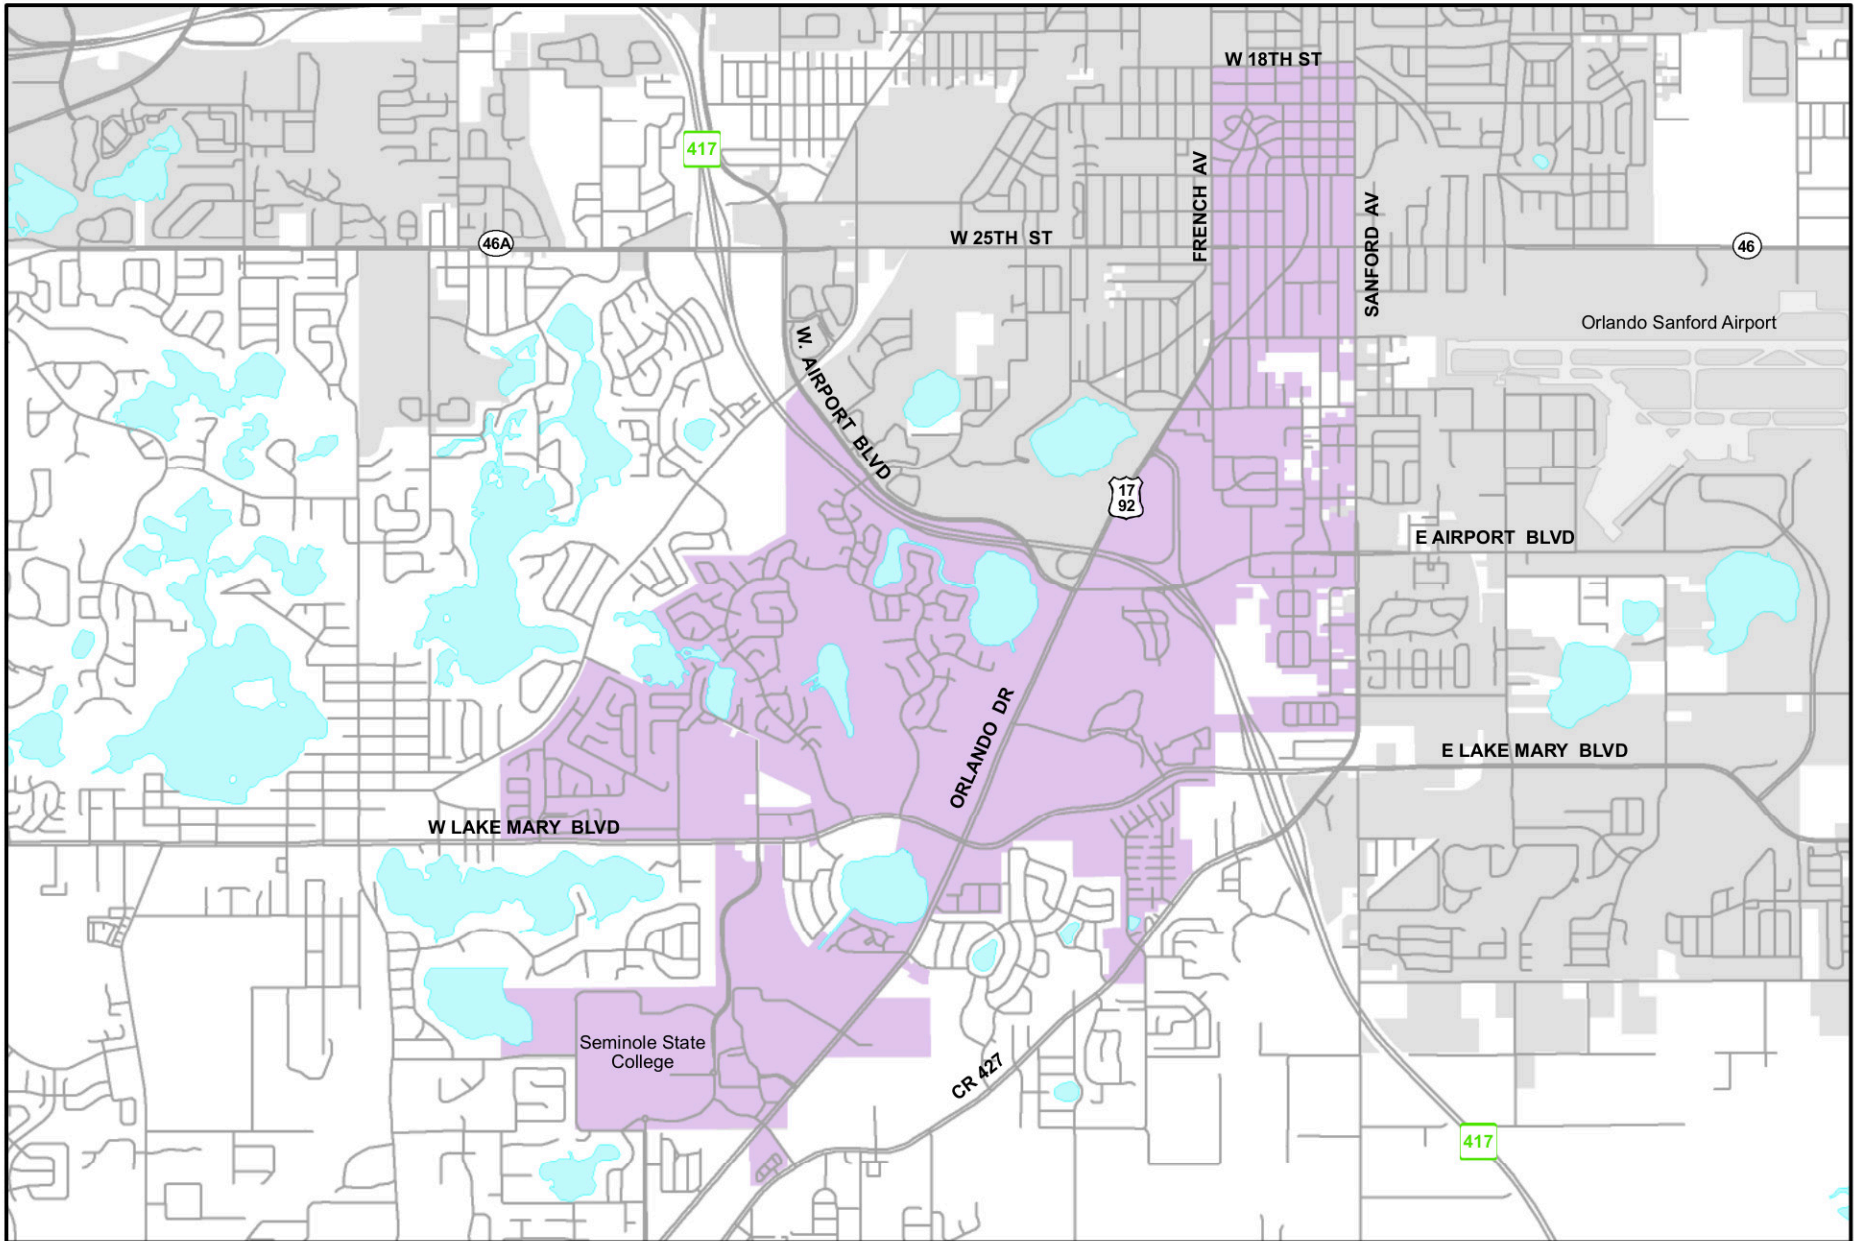 W 18TH ST
417
FRENCH AV
SANFORD AV
46A
W 25TH ST
46
Orlando Sanford Airport
W. AIRPORT BLVD
17
92
E AIRPORT BLVD
ORLANDO DR
E LAKE MARY BLVD
W LAKE MARY BLVD
Seminole State
College
CR 427
417